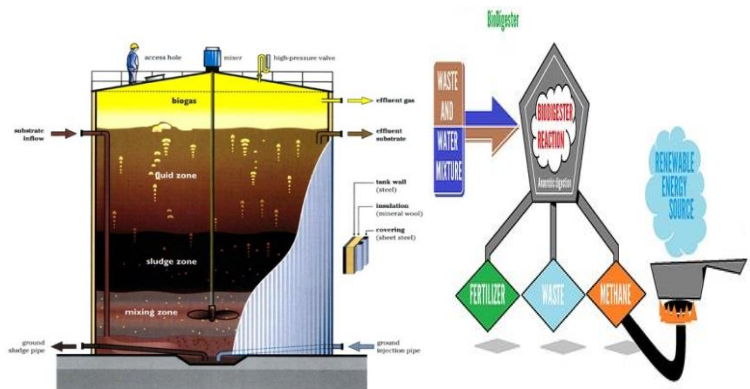 access hole
mixer
high-pressure valve
biogas
effluent gas
substrate
inflow
effluent
substrate
fluid zone
tank wall
(steel)
insulation
(mineral wool)
covering
(sheet steel)
sludge zone
mixing zone
ground
sludge pipe
ground
injection pipe
BioDigester
WASTE
AND
WATER
MIXTURE
BIODIGESTER
REACTION
Anaerobic digestion
RENEWABLE
ENERGY
SOURCE
FERTILIZER
WASTE
METHANE